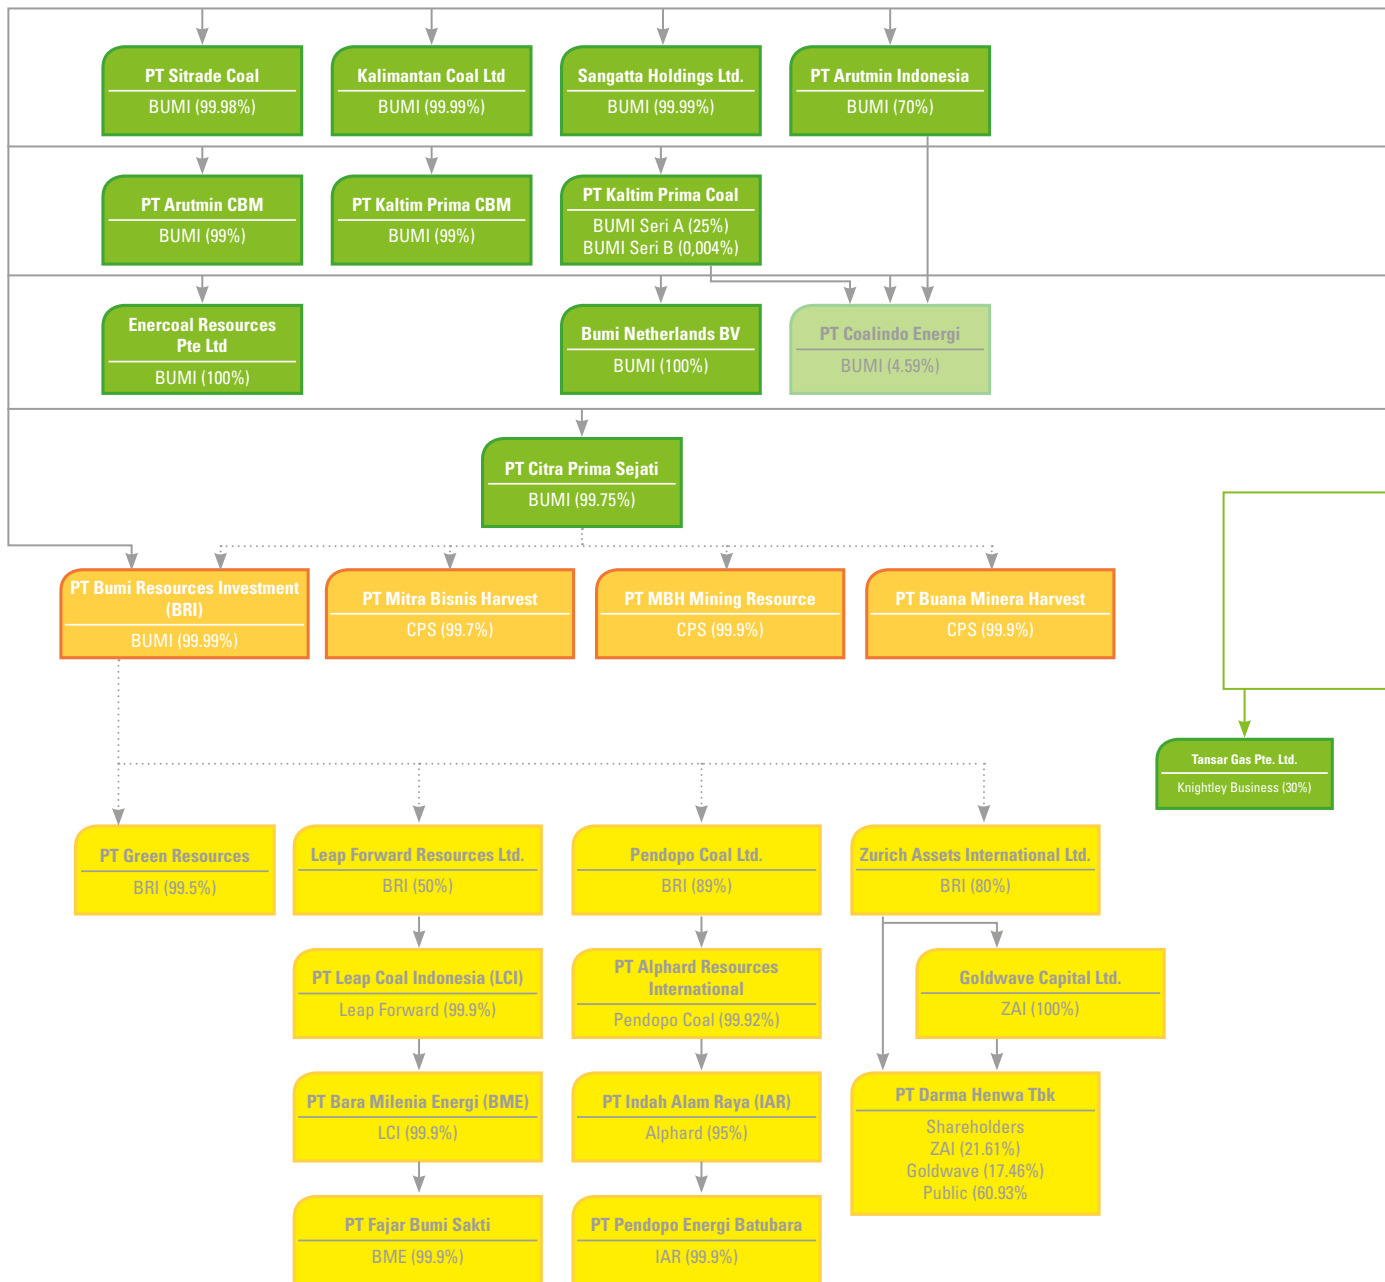 PT Sitrade Coal
BUMI (99.98%)
Kalimantan Coal Ltd
BUMI (99.99%)
Sangatta Holdings Ltd.
BUMI (99.99%)
PT Arutmin Indonesia
BUMI (70%)
PT Arutmin CBM
BUMI (99%)
PT Kaltim Prima CBM
BUMI (99%)
PT Kaltim Prima Coal
BUMI Seri A (25%)
BUMI Seri B (0,004%)
Enercoal Resources
Pte Ltd
BUMI (100%)
Bumi Netherlands BV
BUMI (100%)
PT Coalindo Energi
BUMI (4.59%)
PT Citra Prima Sejati
BUMI (99.75%)
PT Bumi Resources Investment
(BRI)
BUMI (99.99%)
PT Mitra Bisnis Harvest
CPS (99.7%)
PT MBH Mining Resource
CPS (99.9%)
PT Buana Minera Harvest
CPS (99.9%)
Tansar Gas Pte. Ltd.
Knightley Business (30%)
PT Green Resources
BRI (99.5%)
Leap Forward Resources Ltd.
BRI (50%)
Pendopo Coal Ltd.
BRI (89%)
Zurich Assets International Ltd.
BRI (80%)
PT Leap Coal Indonesia (LCI)
Leap Forward (99.9%)
PT Alphard Resources
International
Pendopo Coal (99.92%)
Goldwave Capital Ltd.
ZAI (100%)
PT Bara Milenia Energi (BME)
LCI (99.9%)
PT Indah Alam Raya (IAR)
Alphard (95%)
PT Darma Henwa Tbk
Shareholders
ZAI (21.61%)
Goldwave (17.46%)
Public (60.93%
PT Fajar Bumi Sakti
BME (99.9%)
PT Pendopo Energi Batubara
IAR (99.9%)